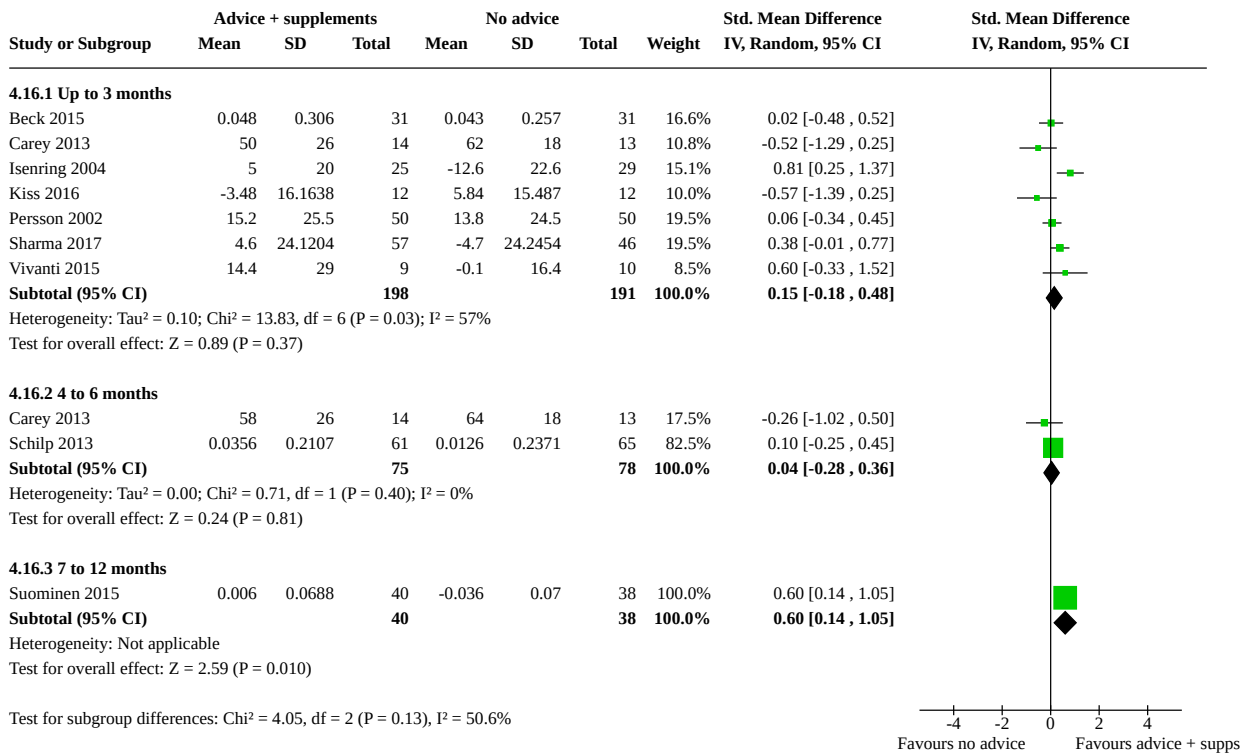 Advice + supplements No advice Std. Mean Difference Std. Mean Difference
Study or Subgroup Mean SD Total Mean SD Total Weight IV, Random, 95% CI IV, Random, 95% CI
4.16.1 Up to 3 months
Beck 2015 0.048 0.306 31 0.043 0.257 31 16.6% 0.02 [-0.48 , 0.52]
Carey 2013 50 26 14 62 18 13 10.8% -0.52 [-1.29 , 0.25]
Isenring 2004 5 20 25 -12.6 22.6 29 15.1% 0.81 [0.25 , 1.37]
Kiss 2016 -3.48 16.1638 12 5.84 15.487 12 10.0% -0.57 [-1.39 , 0.25]
Persson 2002 15.2 25.5 50 13.8 24.5 50 19.5% 0.06 [-0.34 , 0.45]
Sharma 2017 4.6 24.1204 57 -4.7 24.2454 46 19.5% 0.38 [-0.01 , 0.77]
Vivanti 2015 14.4 29 9 -0.1 16.4 10 8.5% 0.60 [-0.33 , 1.52]
Subtotal (95% CI) 198 191 100.0% 0.15 [-0.18 , 0.48]
Heterogeneity: Tau² = 0.10; Chi² = 13.83, df = 6 (P = 0.03); I² = 57%
Test for overall effect: Z = 0.89 (P = 0.37)
4.16.2 4 to 6 months
Carey 2013 58 26 14 64 18 13 17.5% -0.26 [-1.02 , 0.50]
Schilp 2013 0.0356 0.2107 61 0.0126 0.2371 65 82.5% 0.10 [-0.25 , 0.45]
Subtotal (95% CI) 75 78 100.0% 0.04 [-0.28 , 0.36]
Heterogeneity: Tau² = 0.00; Chi² = 0.71, df = 1 (P = 0.40); I² = 0%
Test for overall effect: Z = 0.24 (P = 0.81)
4.16.3 7 to 12 months
Suominen 2015 0.006 0.0688 40 -0.036 0.07 38 100.0% 0.60 [0.14 , 1.05]
Subtotal (95% CI) 40 38 100.0% 0.60 [0.14 , 1.05]
Heterogeneity: Not applicable
Test for overall effect: Z = 2.59 (P = 0.010)
Test for subgroup differences: Chi² = 4.05, df = 2 (P = 0.13), I² = 50.6%
-4 -2 0 2 4
Favours no advice Favours advice + supps